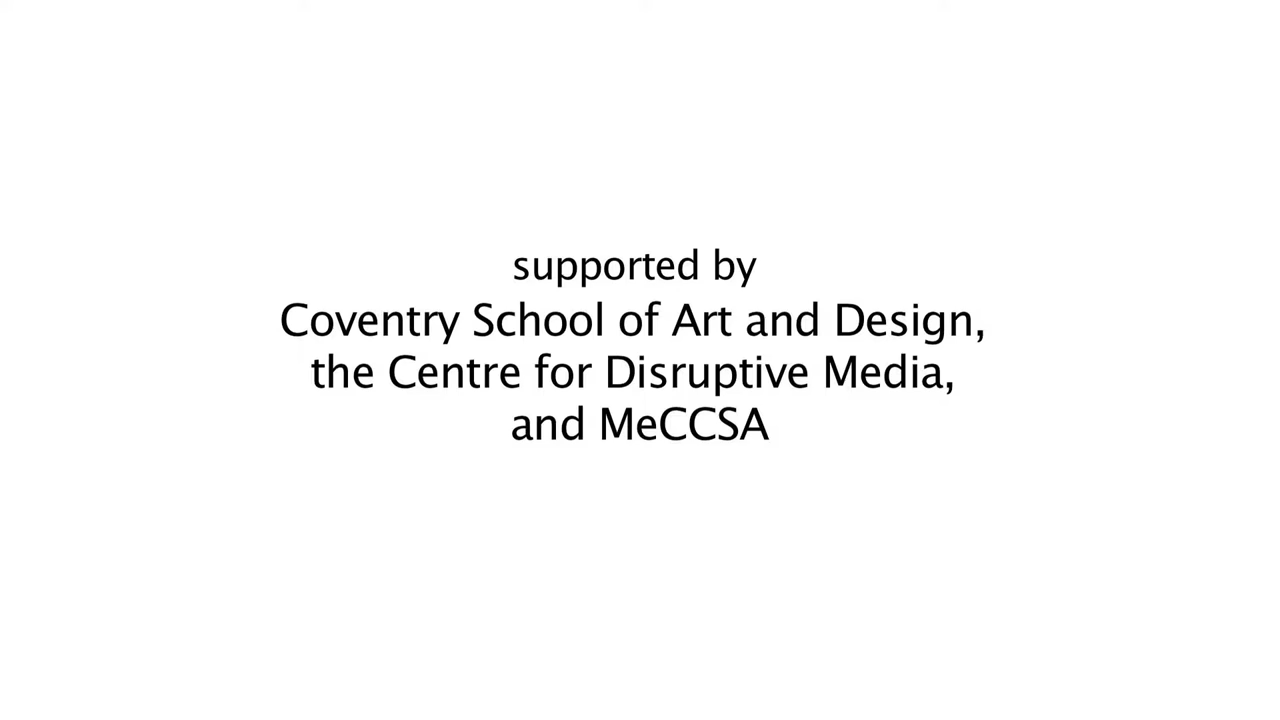 supported by
Coventry School of Art and Design,
the Centre for Disruptive Media,
and MeCCSA